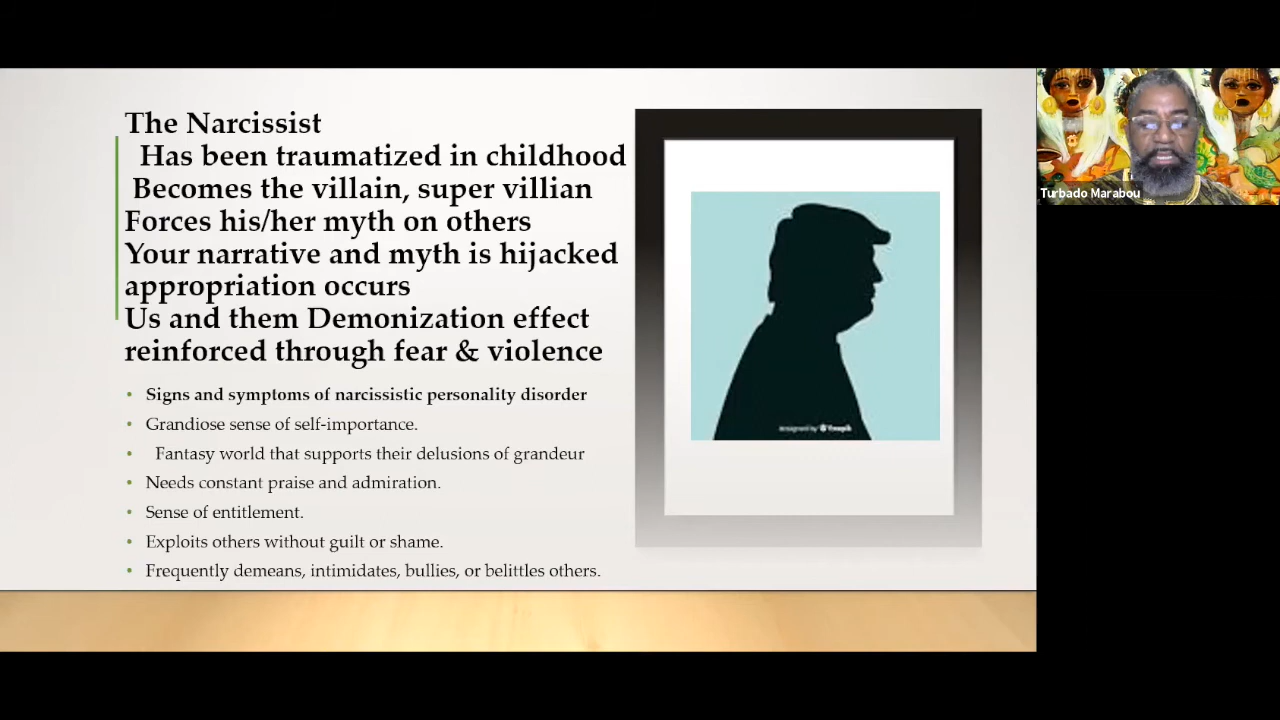 The Narcissist
Has been traumatized in childhood
Becomes the villain, super villian
Forces his/her myth on others
Your narrative and myth is hijacked
appropriation occurs
Us and them Demonization effect
reinforced through fear & violence
• Signs and symptoms of narcissistic personality disorder
• Grandiose sense of self-importance.
• Fantasy world that supports their delusions of grandeur
• Needs constant praise and admiration.
• Sense of entitlement.
• Exploits others without guilt or shame.
• Frequently demeans, intimidates, bullies, or belittles others.
designed by freepik
Turbado Marabou